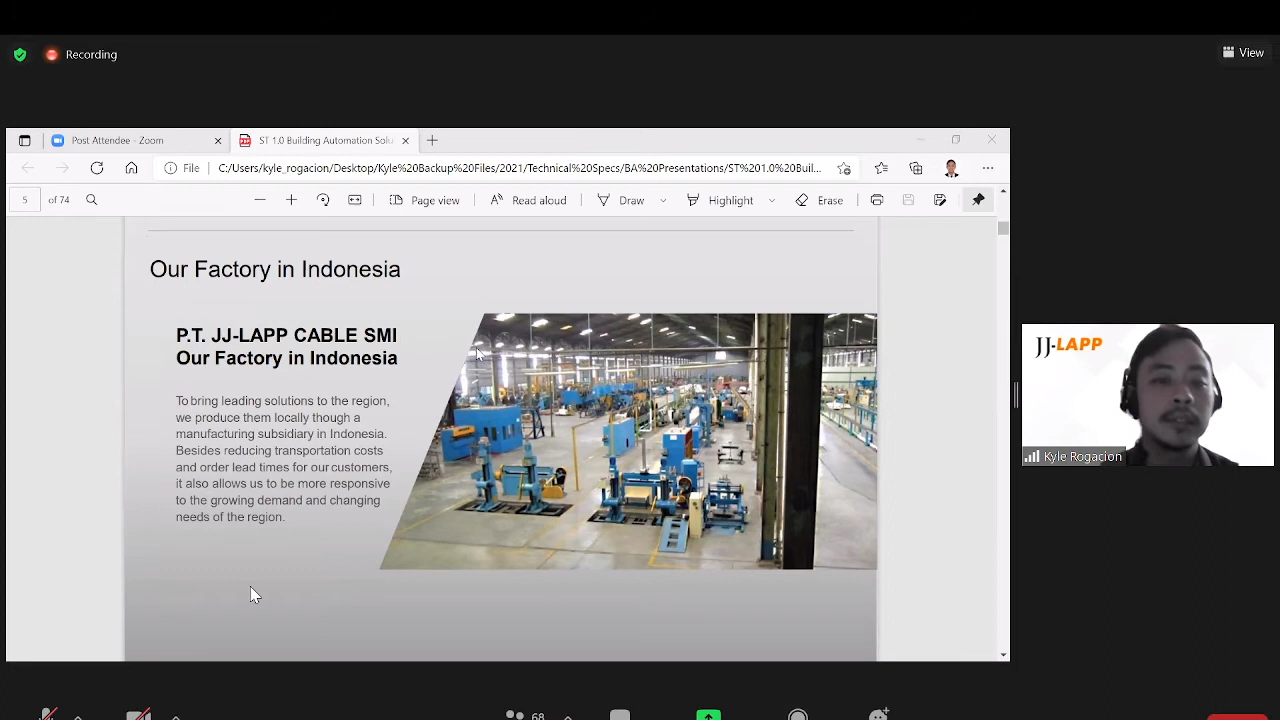 Recording
View
Post Attendee - Zoom
ST 1.0 Building Automation Solu
File
C:/Users/kyle_rogacion/Desktop/Kyle%20Backup%20Files/2021/Technical%20Specs/BA%20Presentations/ST%201.0%20Buil...
5
of 74
Page view
Read aloud
Draw
Highlight
Erase
Our Factory in Indonesia
P.T. JJ-LAPP CABLE SMI
Our Factory in Indonesia
To bring leading solutions to the region,
we produce them locally though a
manufacturing subsidiary in Indonesia.
Besides reducing transportation costs
and order lead times for our customers,
it also allows us to be more responsive
to the growing demand and changing
needs of the region.
JJ-LAPP
Kyle Rogacion
68